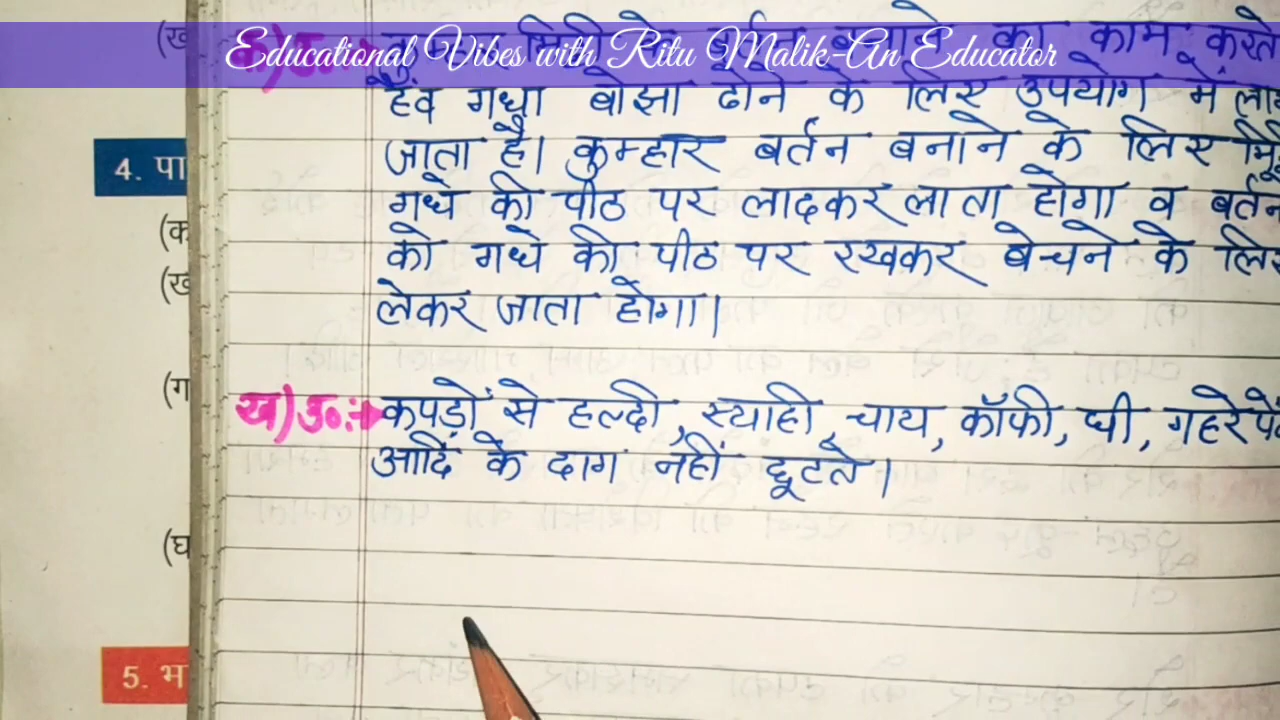 Educational Vibes with Ritu Malik-An Educator
(ख
का काम करते
हैं व गधा बोझा ढोने के लिए उपयोग में
जाता है। कुम्हार बर्तन बनाने के लिए
4. पा
गधे की पीठ पर लादकर लाता होगा व बर्तन
(क
को गधे की पीठ पर रखकर बेचने के लिए
(ख
लेकर जाता होगा।
(ग
ख) उ०:- कपड़ों से हल्दी, स्याही, चाय, कॉफी, घी, गहरे
आदि के दाग नहीं छूटते।
(घ
5. भ